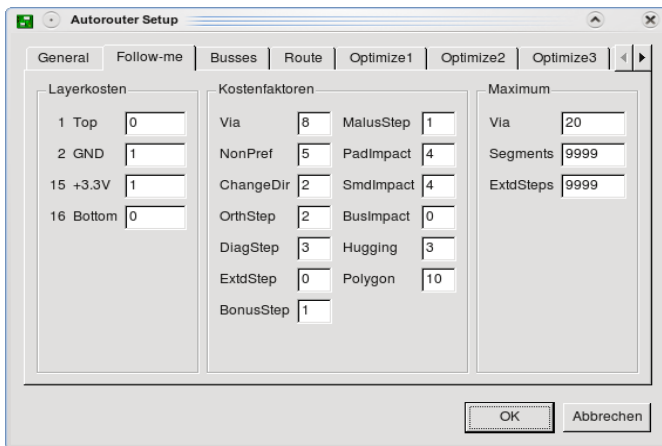 Autorouter Setup
General Follow-me Busses Route Optimize1 Optimize2 Optimize3
Layerkosten
1 Top 0
2 GND 1
15 +3.3V 1
16 Bottom 0
Kostenfaktoren
Via 8 MalusStep 1
NonPref 5 PadImpact 4
ChangeDir 2 SmdImpact 4
OrthStep 2 BusImpact 0
DiagStep 3 Hugging 3
ExtdStep 0 Polygon 10
BonusStep 1
Maximum
Via 20
Segments 9999
ExtdSteps 9999
OK Abbrechen